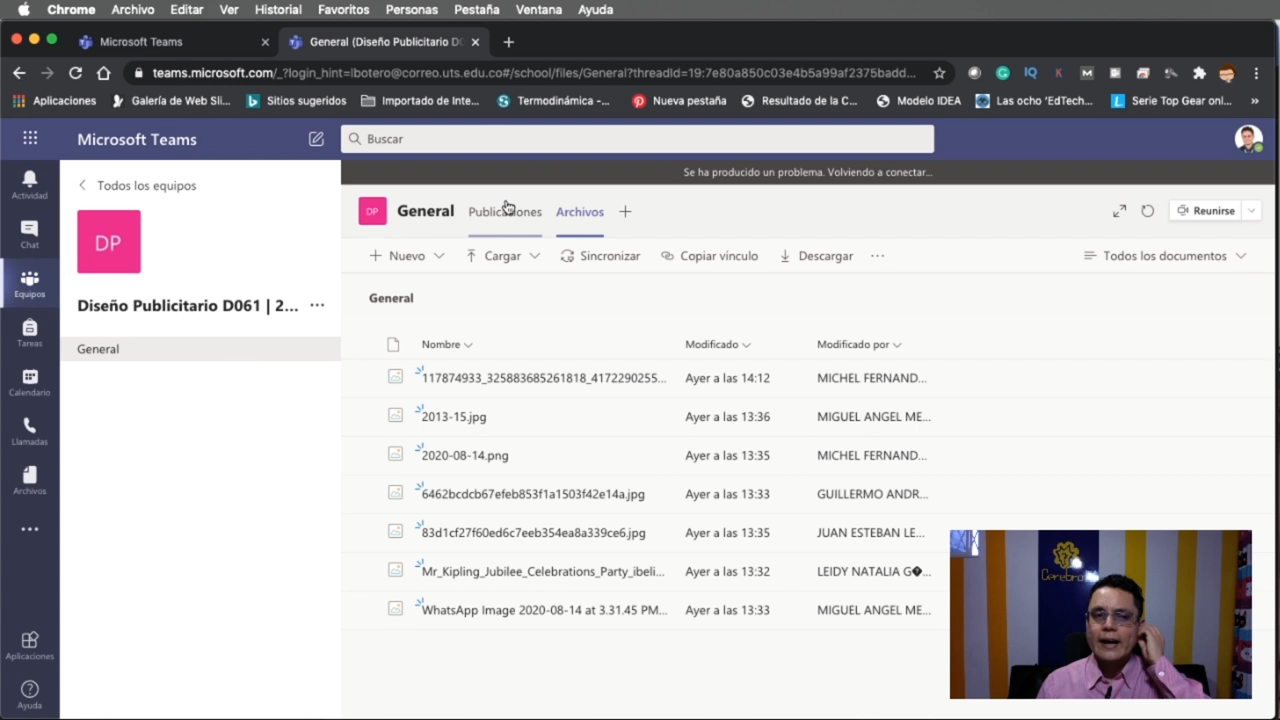 Chrome Archivo Editar Ver Historial Favoritos Personas Pestaña Ventana Ayuda
Microsoft Teams
General (Diseño Publicitario D0
teams.microsoft.com/_?login_hint=lbotero@correo.uts.edu.co#/school/files/General?threadId=19:7e80a850c03e4b5a99af2375badd...
Aplicaciones Galería de Web Sli... Sitios sugeridos Importado de Inte... Termodinámica -... Nueva pestaña Resultado de la C... Modelo IDEA Las ocho 'EdTech... Serie Top Gear onl... »
Microsoft Teams
Buscar
Se ha producido un problema. Volviendo a conectar...
Actividad
Chat
Equipos
Tareas
Calendario
Llamadas
Archivos
Aplicaciones
Ayuda
Todos los equipos
DP
Diseño Publicitario D061 | 2...
General
DP General Publicaciones Archivos
Reunirse
Nuevo Cargar Sincronizar Copiar vínculo Descargar
Todos los documentos
General
Nombre Modificado Modificado por
117874933_325883685261818_4172290255... Ayer a las 14:12 MICHEL FERNAND...
2013-15.jpg Ayer a las 13:36 MIGUEL ANGEL ME...
2020-08-14.png Ayer a las 13:35 MICHEL FERNAND...
6462bcdcb67efeb853f1a1503f42e14a.jpg Ayer a las 13:33 GUILLERMO ANDR...
83d1cf27f60ed6c7eeb354ea8a339ce6.jpg Ayer a las 13:35 JUAN ESTEBAN LE...
Mr_Kipling_Jubilee_Celebrations_Party_ibeli... Ayer a las 13:32 LEIDY NATALIA G�...
WhatsApp Image 2020-08-14 at 3.31.45 PM... Ayer a las 13:33 MIGUEL ANGEL ME...